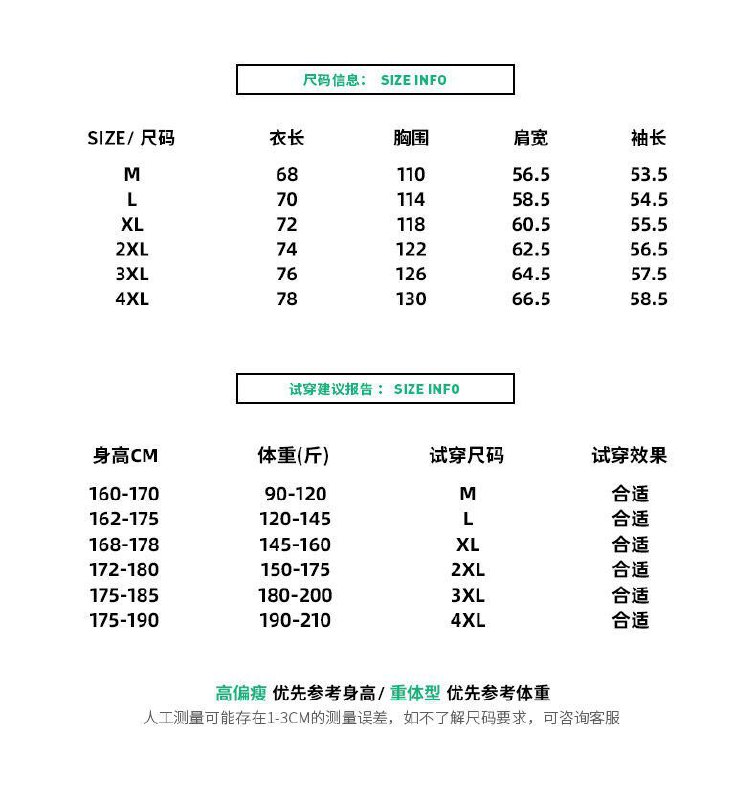 尺码信息： SIZE INFO
SIZE/ 尺码 衣长 胸围 肩宽 袖长
M 68 110 56.5 53.5
L 70 114 58.5 54.5
XL 72 118 60.5 55.5
2XL 74 122 62.5 56.5
3XL 76 126 64.5 57.5
4XL 78 130 66.5 58.5
试穿建议报告： SIZE INFO
身高CM 体重(斤) 试穿尺码 试穿效果
160-170 90-120 M 合适
162-175 120-145 L 合适
168-178 145-160 XL 合适
172-180 150-175 2XL 合适
175-185 180-200 3XL 合适
175-190 190-210 4XL 合适
高偏瘦 优先参考身高/ 重体型 优先参考体重
人工测量可能存在1-3CM的测量误差，如不了解尺码要求，可咨询客服